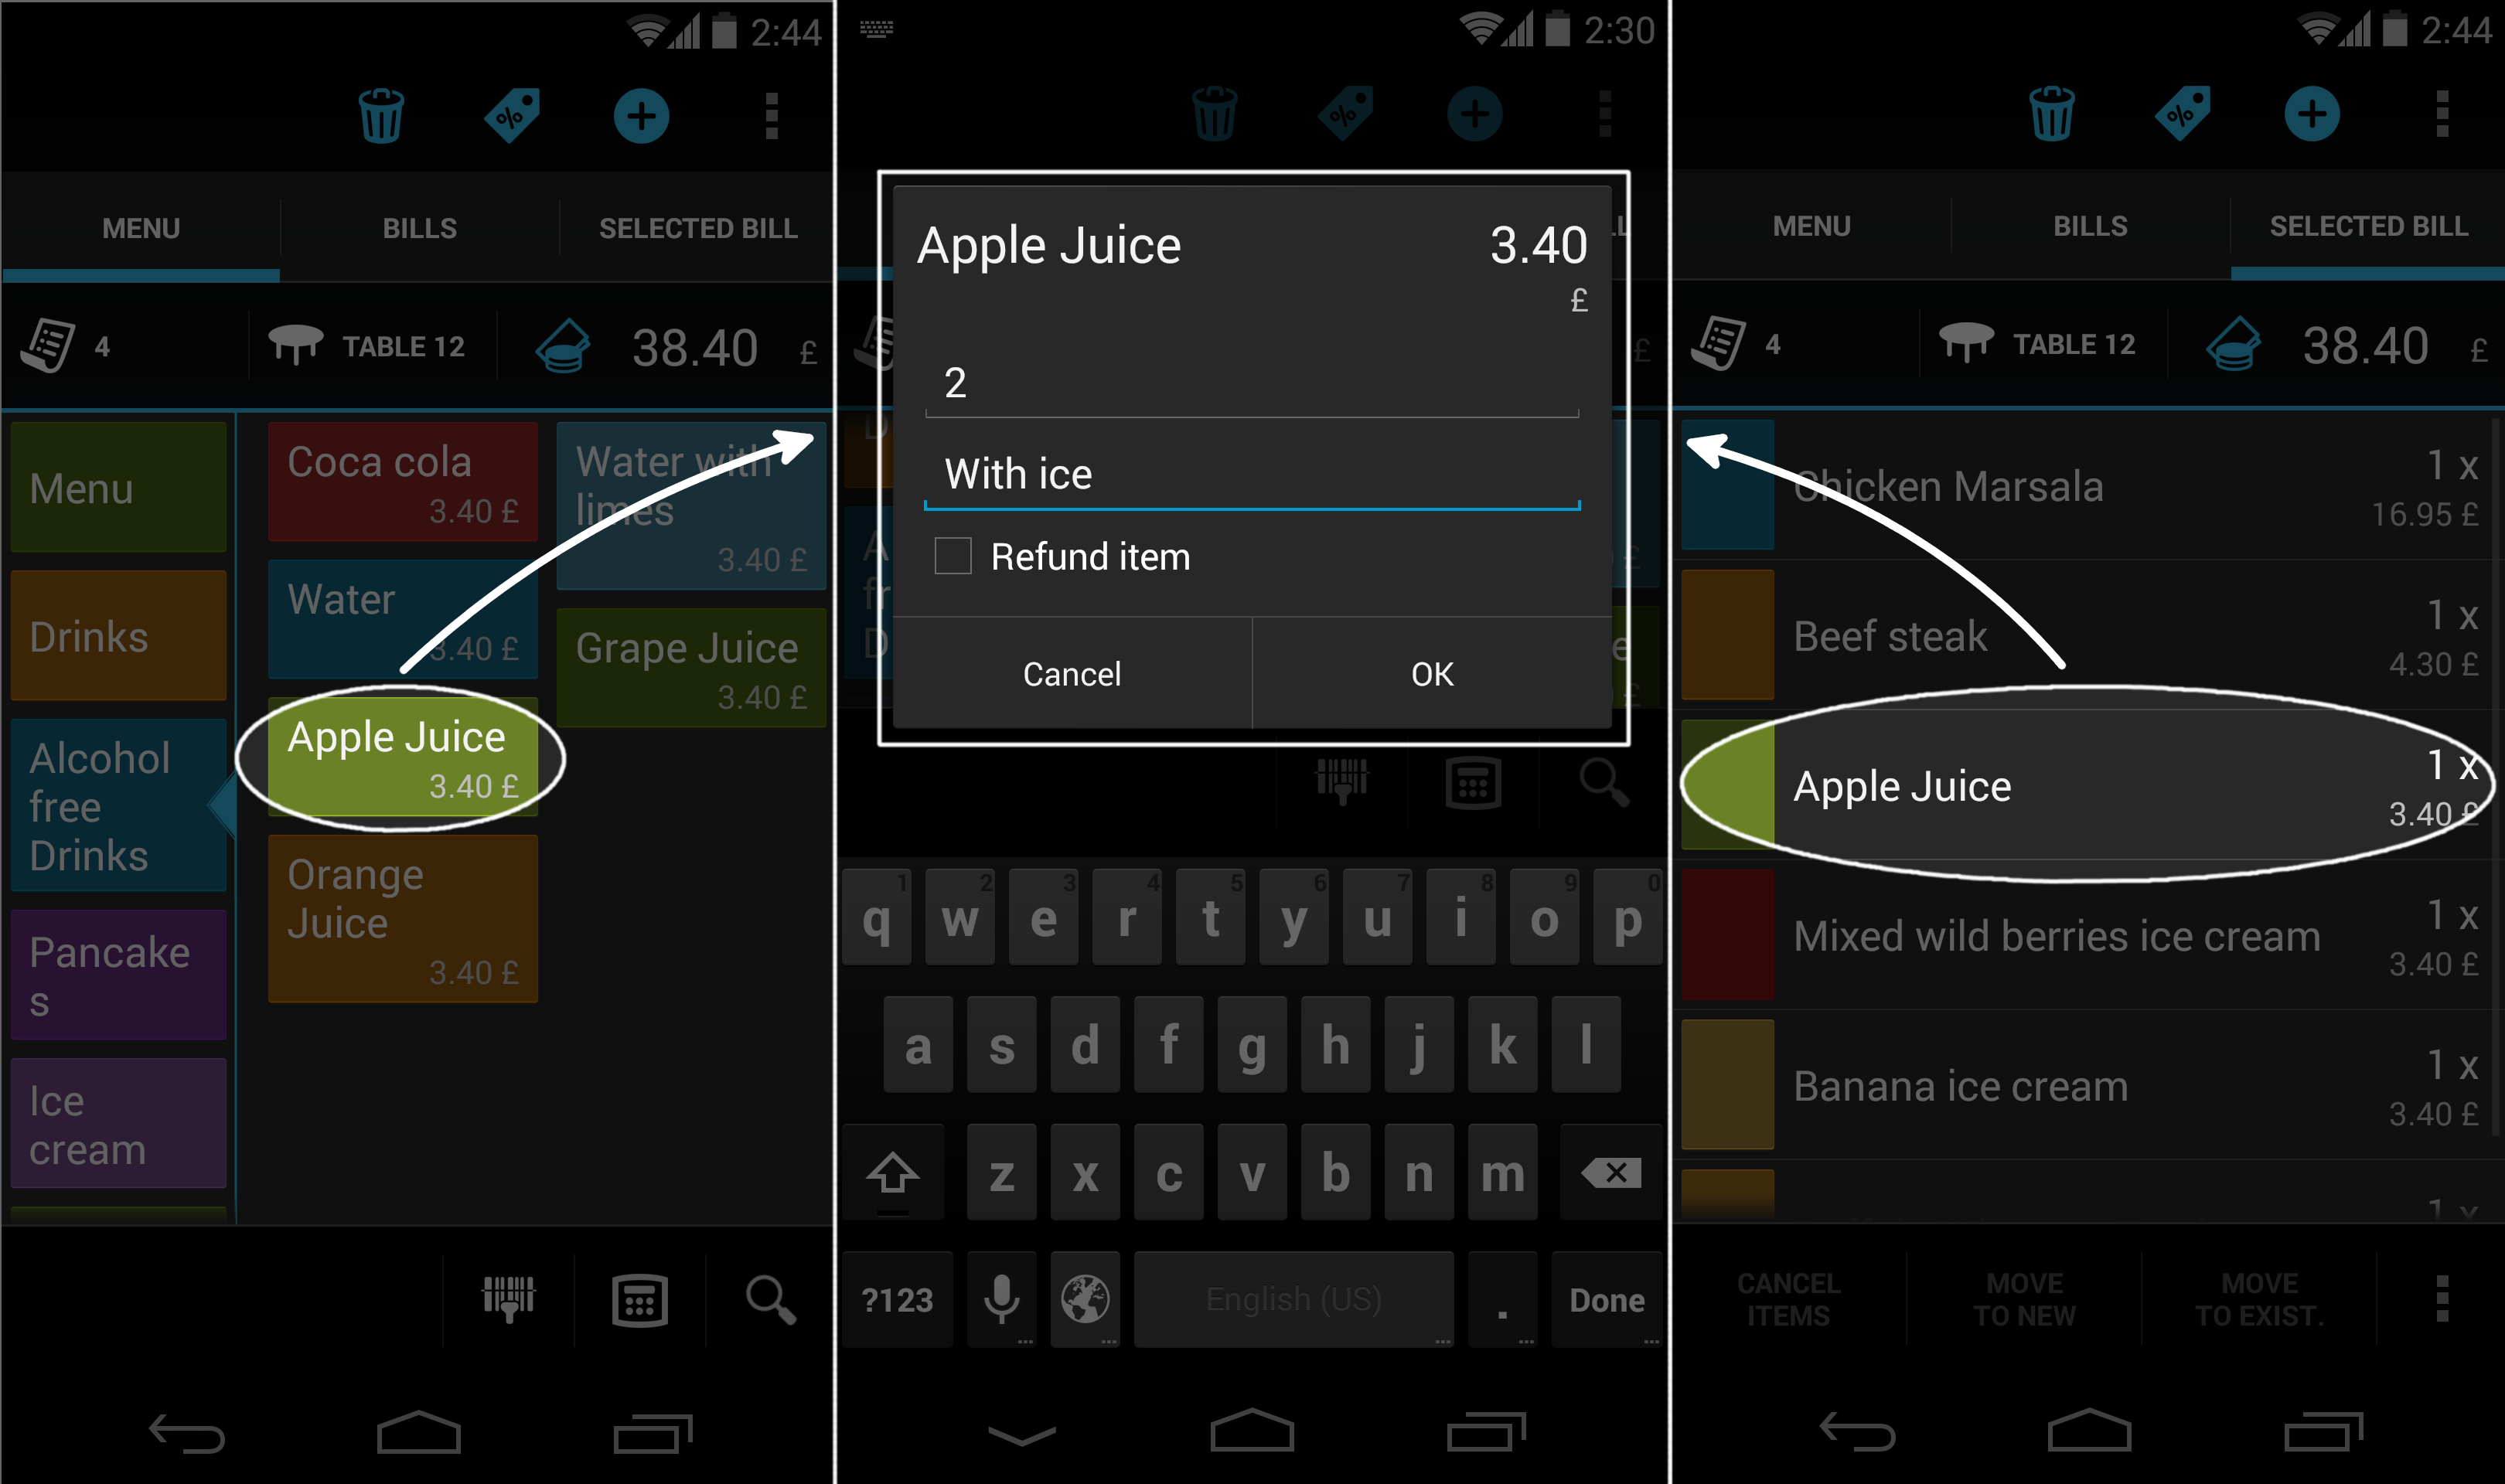 2:44
MENU
BILLS
SELECTED BILL
4
TABLE 12
38.40 £
Menu
Drinks
Alcohol
free
Drinks
Pancake
s
Ice
cream
Coca cola
3.40 £
Water
3.40 £
Apple Juice
3.40 £
Orange
Juice
3.40 £
Water with
limes
3.40 £
Grape Juice
3.40 £
2:30
Apple Juice 3.40
£
2
With ice
Refund item
Cancel
OK
1 2 3 4 5 6 7 8 9 0
q w e r t y u i o p
a s d f g h j k l
z x c v b n m
?123
English (US)
.
Done
2:44
MENU
BILLS
SELECTED BILL
4
TABLE 12
38.40 £
Chicken Marsala
1 x
16.95 £
Beef steak
1 x
4.30 £
Apple Juice
1 x
3.40 £
Mixed wild berries ice cream
1 x
3.40 £
Banana ice cream
1 x
3.40 £
1 x
CANCEL
ITEMS
MOVE
TO NEW
MOVE
TO EXIST.